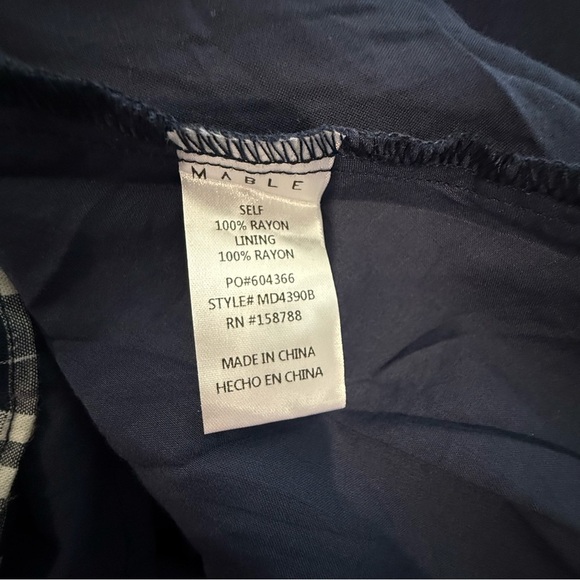 MABLE
SELF
100% RAYON
LINING
100% RAYON
PO#604366
STYLE# MD4390B
RN #158788
MADE IN CHINA
HECHO EN CHINA